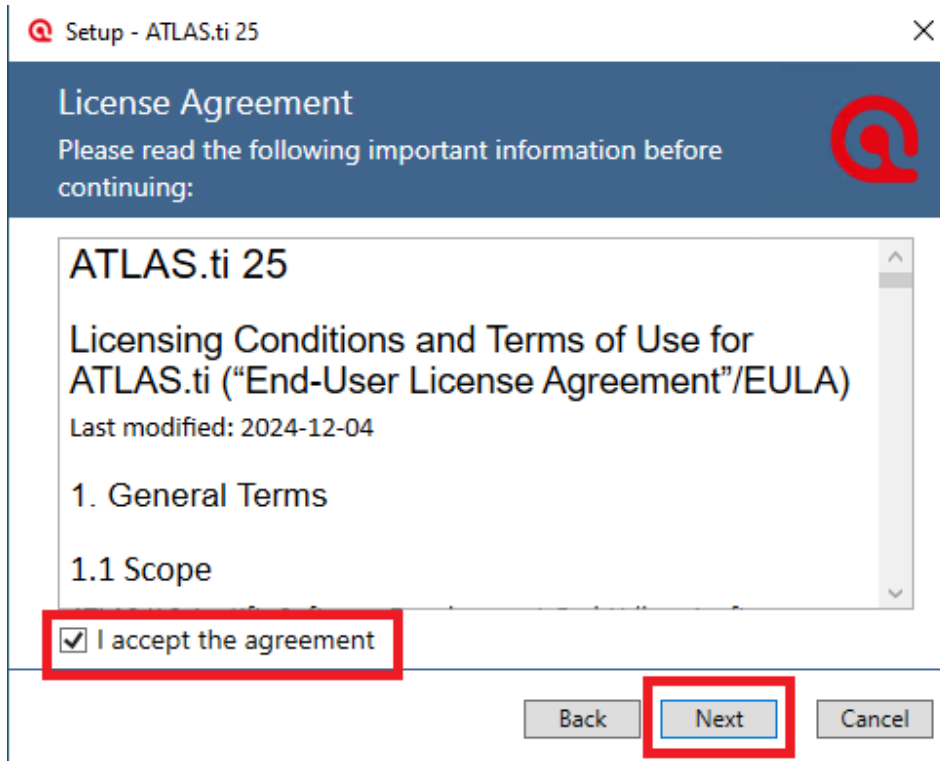 Setup - ATLAS.ti 25
License Agreement
Please read the following important information before
continuing:
ATLAS.ti 25
Licensing Conditions and Terms of Use for
ATLAS.ti (“End-User License Agreement”/EULA)
Last modified: 2024-12-04
1. General Terms
1.1 Scope
I accept the agreement
Back
Next
Cancel